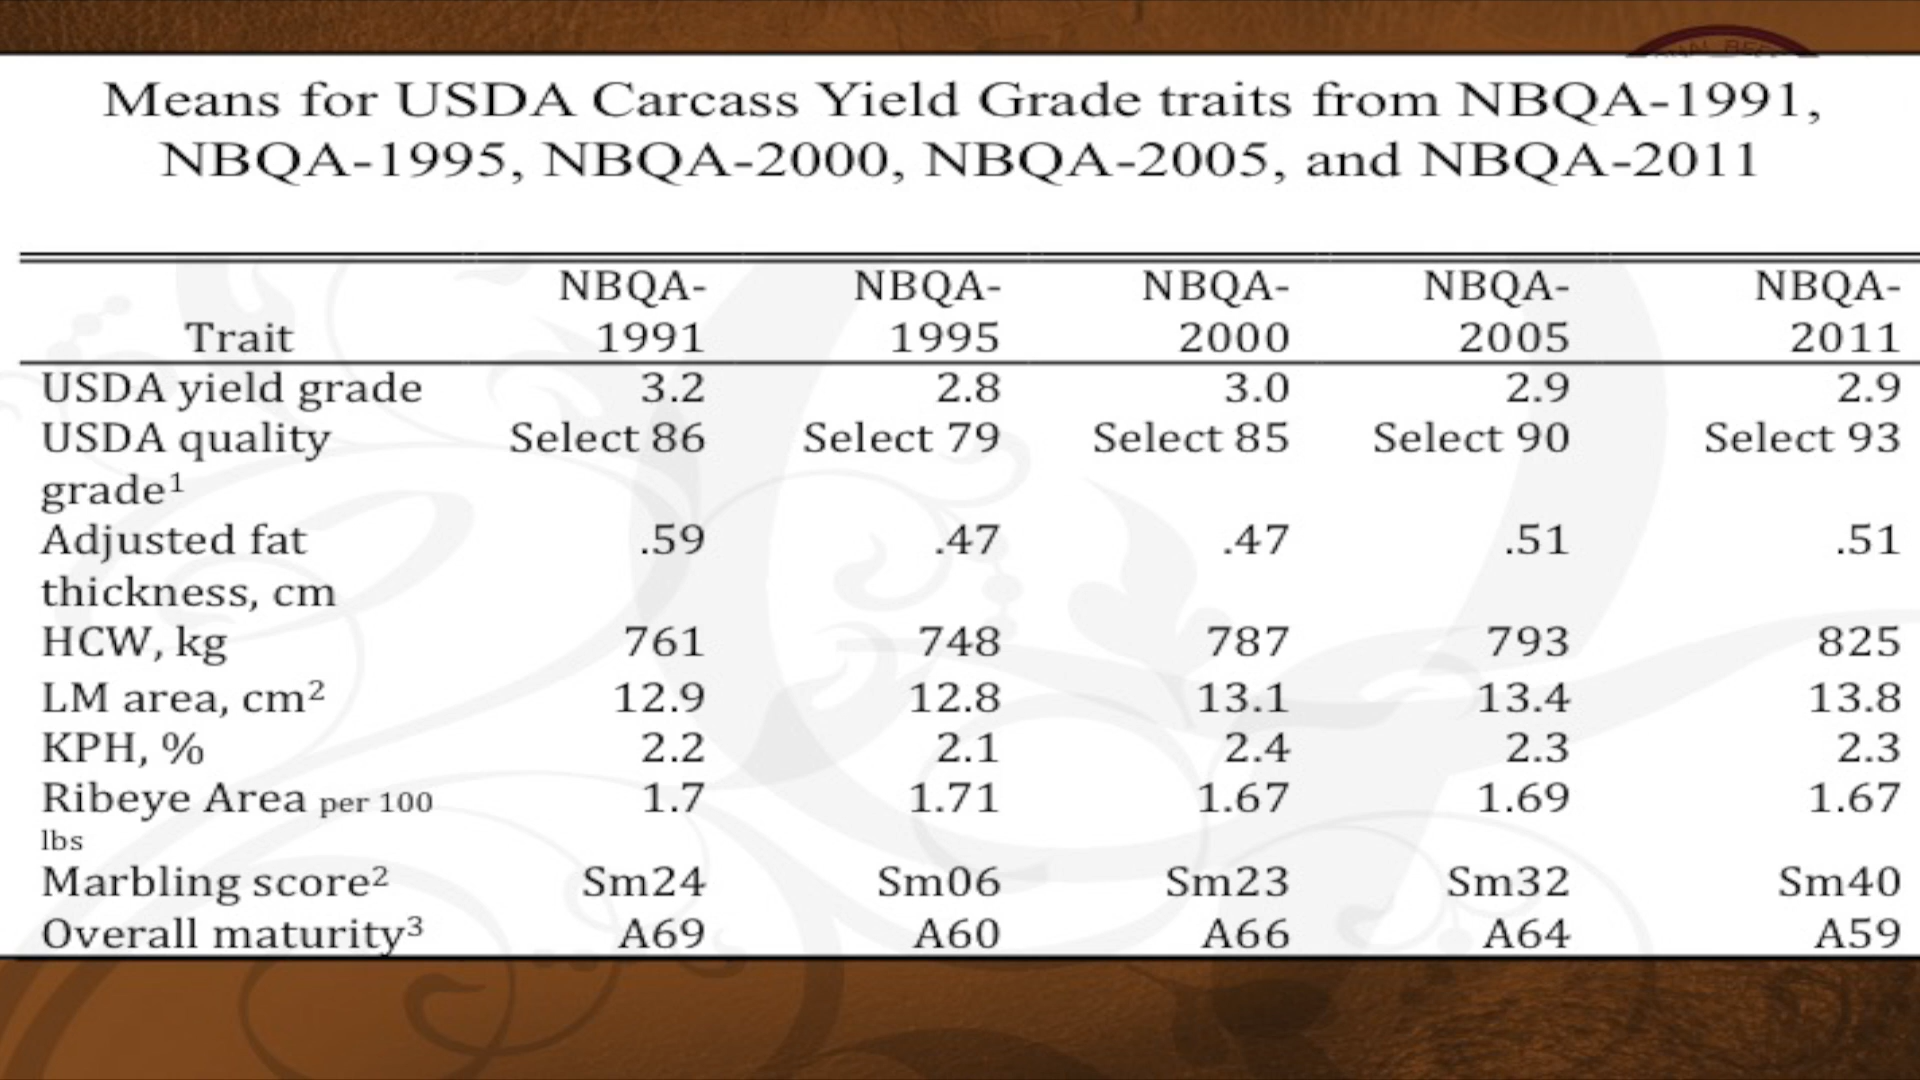 Means for USDA Carcass Yield Grade traits from NBQA-1991,
NBQA-1995, NBQA-2000, NBQA-2005, and NBQA-2011
NBQA- NBQA- NBQA- NBQA- NBQA-
Trait 1991 1995 2000 2005 2011
USDA yield grade 3.2 2.8 3.0 2.9 2.9
USDA quality Select 86 Select 79 Select 85 Select 90 Select 93
grade¹
Adjusted fat .59 .47 .47 .51 .51
thickness, cm
HCW, kg 761 748 787 793 825
LM area, cm² 12.9 12.8 13.1 13.4 13.8
KPH, % 2.2 2.1 2.4 2.3 2.3
Ribeye Area per 100 1.7 1.71 1.67 1.69 1.67
lbs
Marbling score² Sm24 Sm06 Sm23 Sm32 Sm40
Overall maturity³ A69 A60 A66 A64 A59